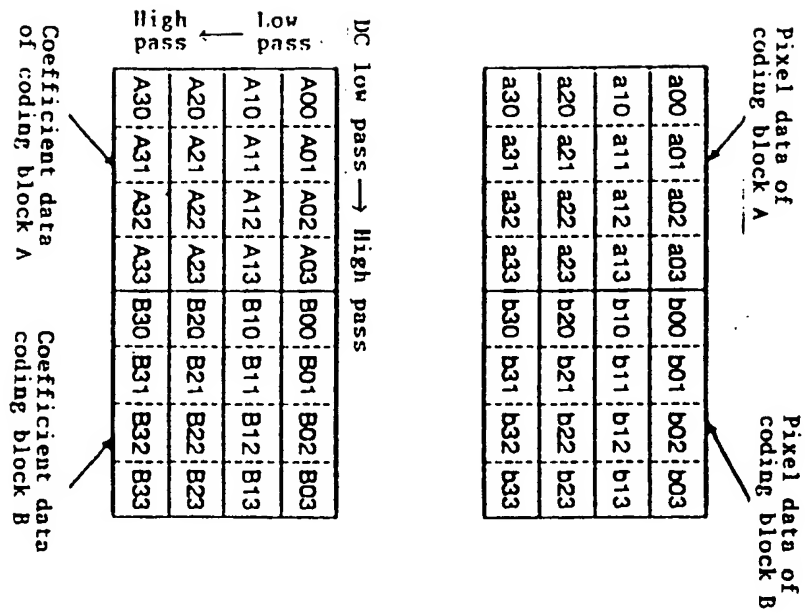 Pixel data of
coding block A
Pixel data of
coding block B
a00 a01 a02 a03 b00 b01 b02 b03
a10 a11 a12 a13 b10 b11 b12 b13
a20 a21 a22 a23 b20 b21 b22 b23
a30 a31 a32 a33 b30 b31 b32 b33
DC low pass → High pass
Low
pass
High
pass
A00 A01 A02 A03 B00 B01 B02 B03
A10 A11 A12 A13 B10 B11 B12 B13
A20 A21 A22 A23 B20 B21 B22 B23
A30 A31 A32 A33 B30 B31 B32 B33
Coefficient data
of coding block A
Coefficient data
coding block B